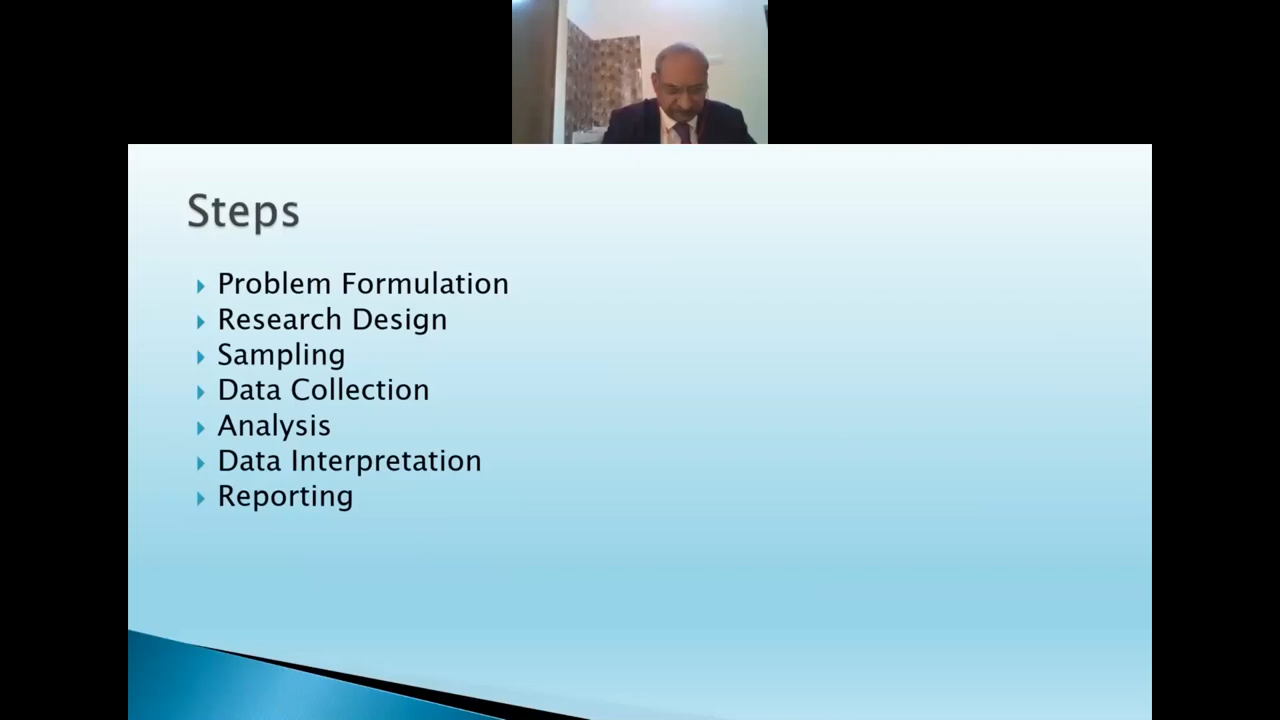 Steps
Problem Formulation
Research Design
Sampling
Data Collection
Analysis
Data Interpretation
Reporting